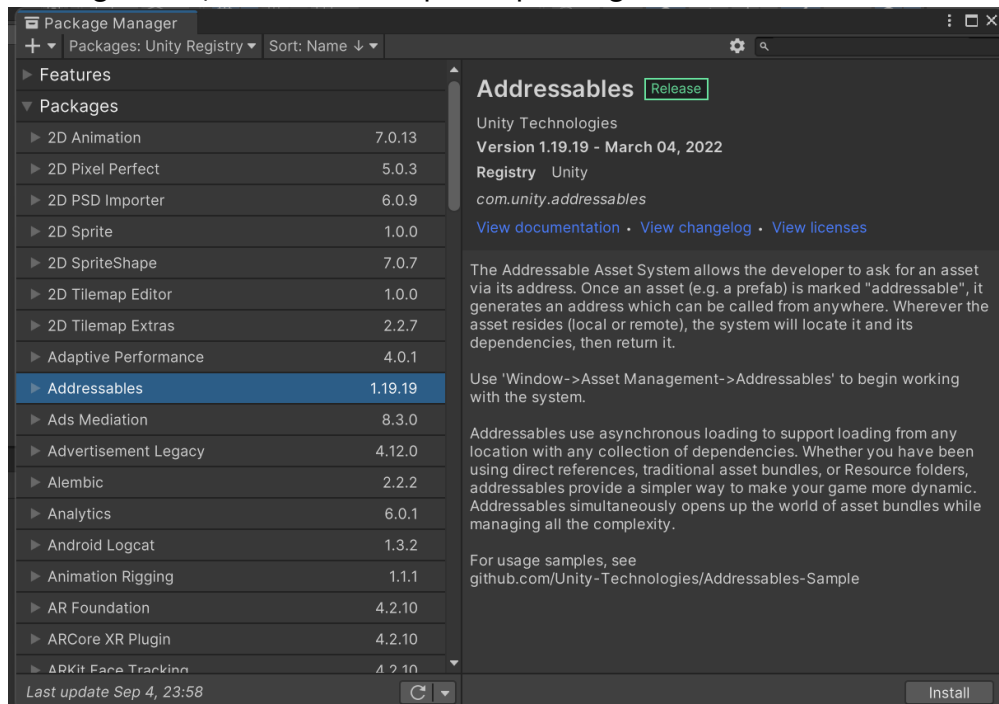 Package Manager
Packages: Unity Registry Sort: Name ↓
Features
Packages
2D Animation 7.0.13
2D Pixel Perfect 5.0.3
2D PSD Importer 6.0.9
2D Sprite 1.0.0
2D SpriteShape 7.0.7
2D Tilemap Editor 1.0.0
2D Tilemap Extras 2.2.7
Adaptive Performance 4.0.1
Addressables 1.19.19
Ads Mediation 8.3.0
Advertisement Legacy 4.12.0
Alembic 2.2.2
Analytics 6.0.1
Android Logcat 1.3.2
Animation Rigging 1.1.1
AR Foundation 4.2.10
ARCore XR Plugin 4.2.10
ARKit Face Tracking 4.2.10
Last update Sep 4, 23:58
Addressables Release
Unity Technologies
Version 1.19.19 - March 04, 2022
Registry Unity
com.unity.addressables
View documentation • View changelog • View licenses
The Addressable Asset System allows the developer to ask for an asset
via its address. Once an asset (e.g. a prefab) is marked "addressable", it
generates an address which can be called from anywhere. Wherever the
asset resides (local or remote), the system will locate it and its
dependencies, then return it.
Use 'Window->Asset Management->Addressables' to begin working
with the system.
Addressables use asynchronous loading to support loading from any
location with any collection of dependencies. Whether you have been
using direct references, traditional asset bundles, or Resource folders,
addressables provide a simpler way to make your game more dynamic.
Addressables simultaneously opens up the world of asset bundles while
managing all the complexity.
For usage samples, see
github.com/Unity-Technologies/Addressables-Sample
Install